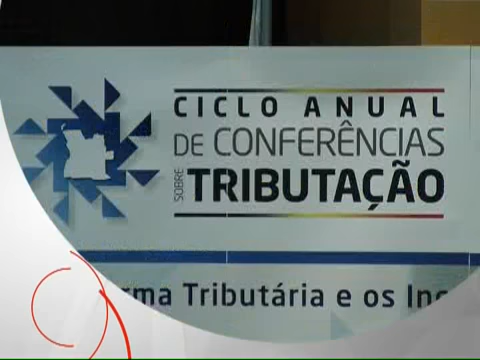 CICLO ANUAL
DE CONFERÊNCIAS
SOBRE TRIBUTAÇÃO
rma Tributária e os Inc